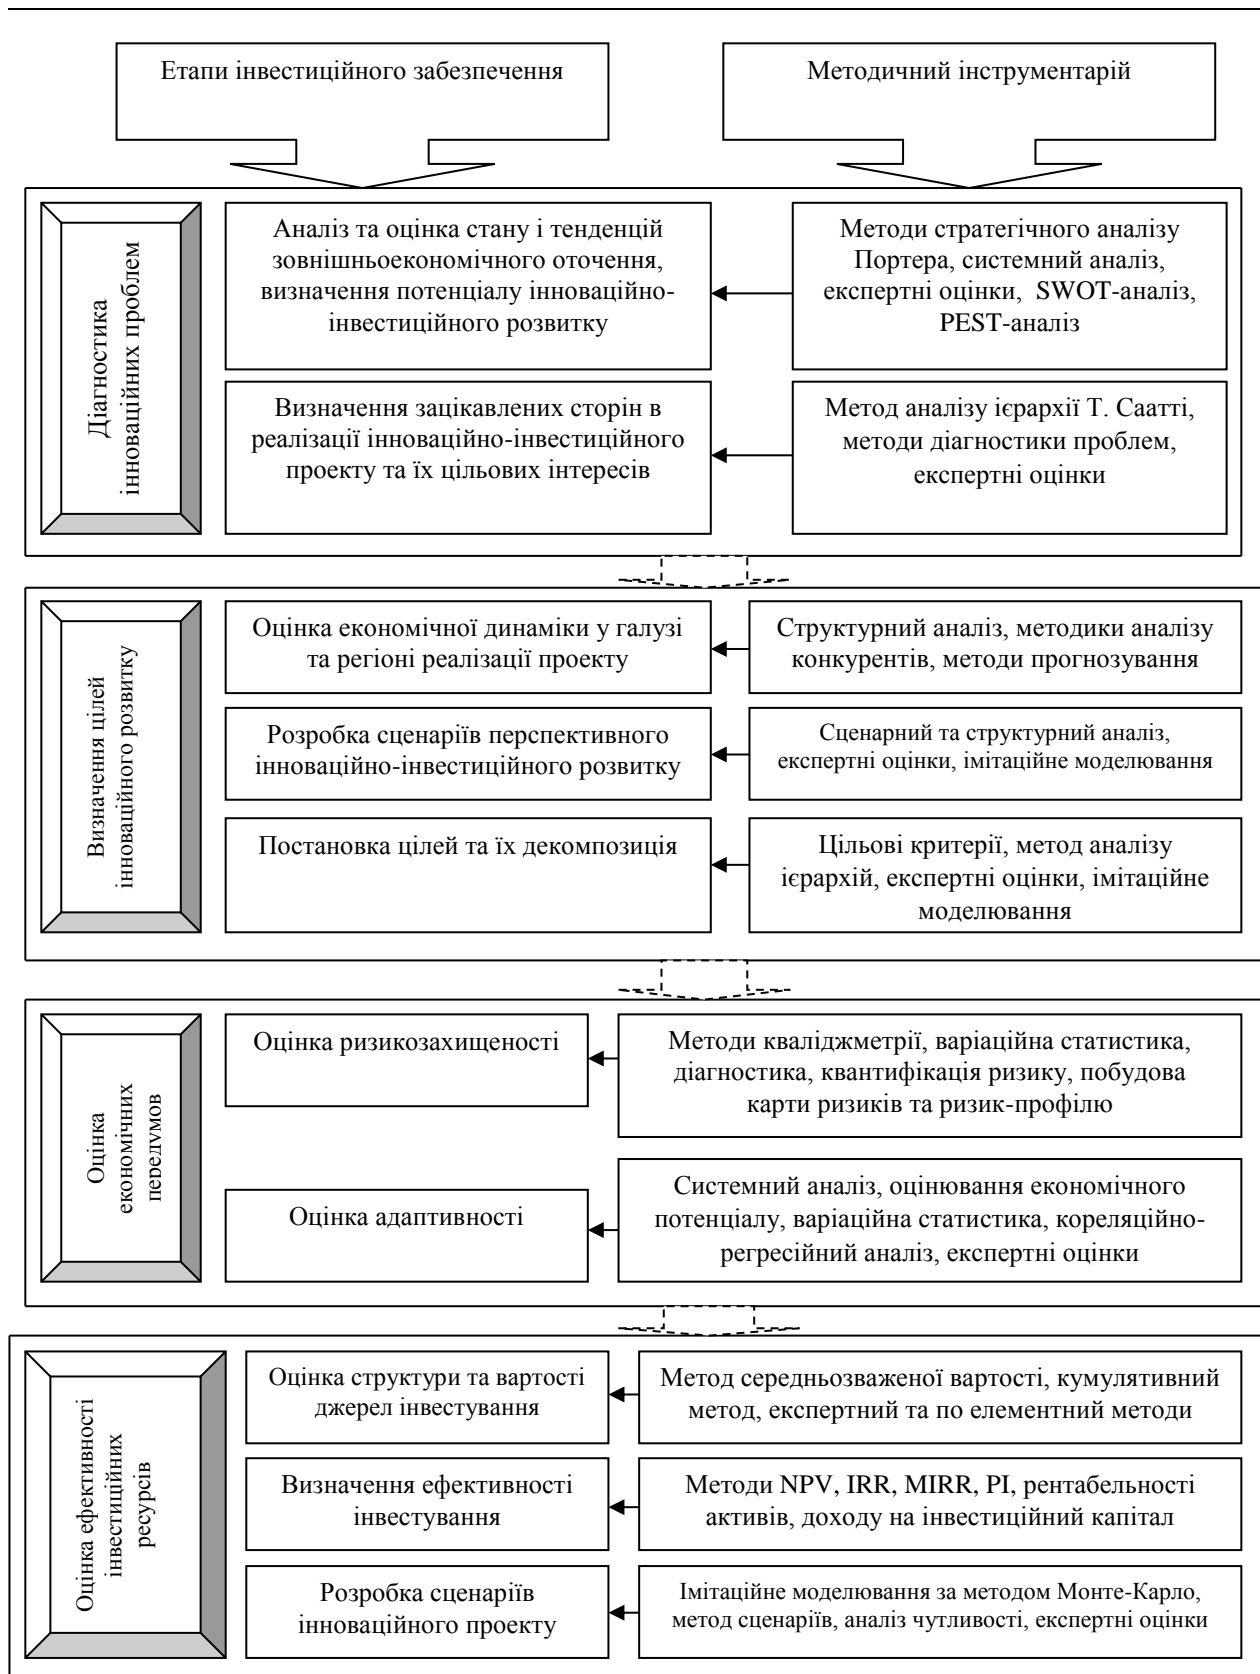 Етапи інвестиційного забезпечення
Методичний інструментарій
Діагностика
інноваційних проблем
Аналіз та оцінка стану і тенденцій
зовнішньоекономічного оточення,
визначення потенціалу інноваційно-
інвестиційного розвитку
Методи стратегічного аналізу
Портера, системний аналіз,
експертні оцінки, SWOT-аналіз,
PEST-аналіз
Визначення зацікавлених сторін в
реалізації інноваційно-інвестиційного
проекту та їх цільових інтересів
Метод аналізу ієрархії Т. Саатті,
методи діагностики проблем,
експертні оцінки
Визначення цілей
інноваційного розвитку
Оцінка економічної динаміки у галузі
та регіоні реалізації проекту
Структурний аналіз, методики аналізу
конкурентів, методи прогнозування
Розробка сценаріїв перспективного
інноваційно-інвестиційного розвитку
Сценарний та структурний аналіз,
експертні оцінки, імітаційне моделювання
Постановка цілей та їх декомпозиція
Цільові критерії, метод аналізу
ієрархій, експертні оцінки, імітаційне
моделювання
Оцінка
економічних
передумов
Оцінка ризикозахищеності
Методи кваліджметрії, варіаційна статистика,
діагностика, квантифікація ризику, побудова
карти ризиків та ризик-профілю
Оцінка адаптивності
Системний аналіз, оцінювання економічного
потенціалу, варіаційна статистика, кореляційно-
регресійний аналіз, експертні оцінки
Оцінка ефективності
інвестиційних
ресурсів
Оцінка структури та вартості
джерел інвестування
Метод середньозваженої вартості, кумулятивний
метод, експертний та по елементний методи
Визначення ефективності
інвестування
Методи NPV, IRR, MIRR, PI, рентабельності
активів, доходу на інвестиційний капітал
Розробка сценаріїв
інноваційного проекту
Імітаційне моделювання за методом Монте-Карло,
метод сценаріїв, аналіз чутливості, експертні оцінки